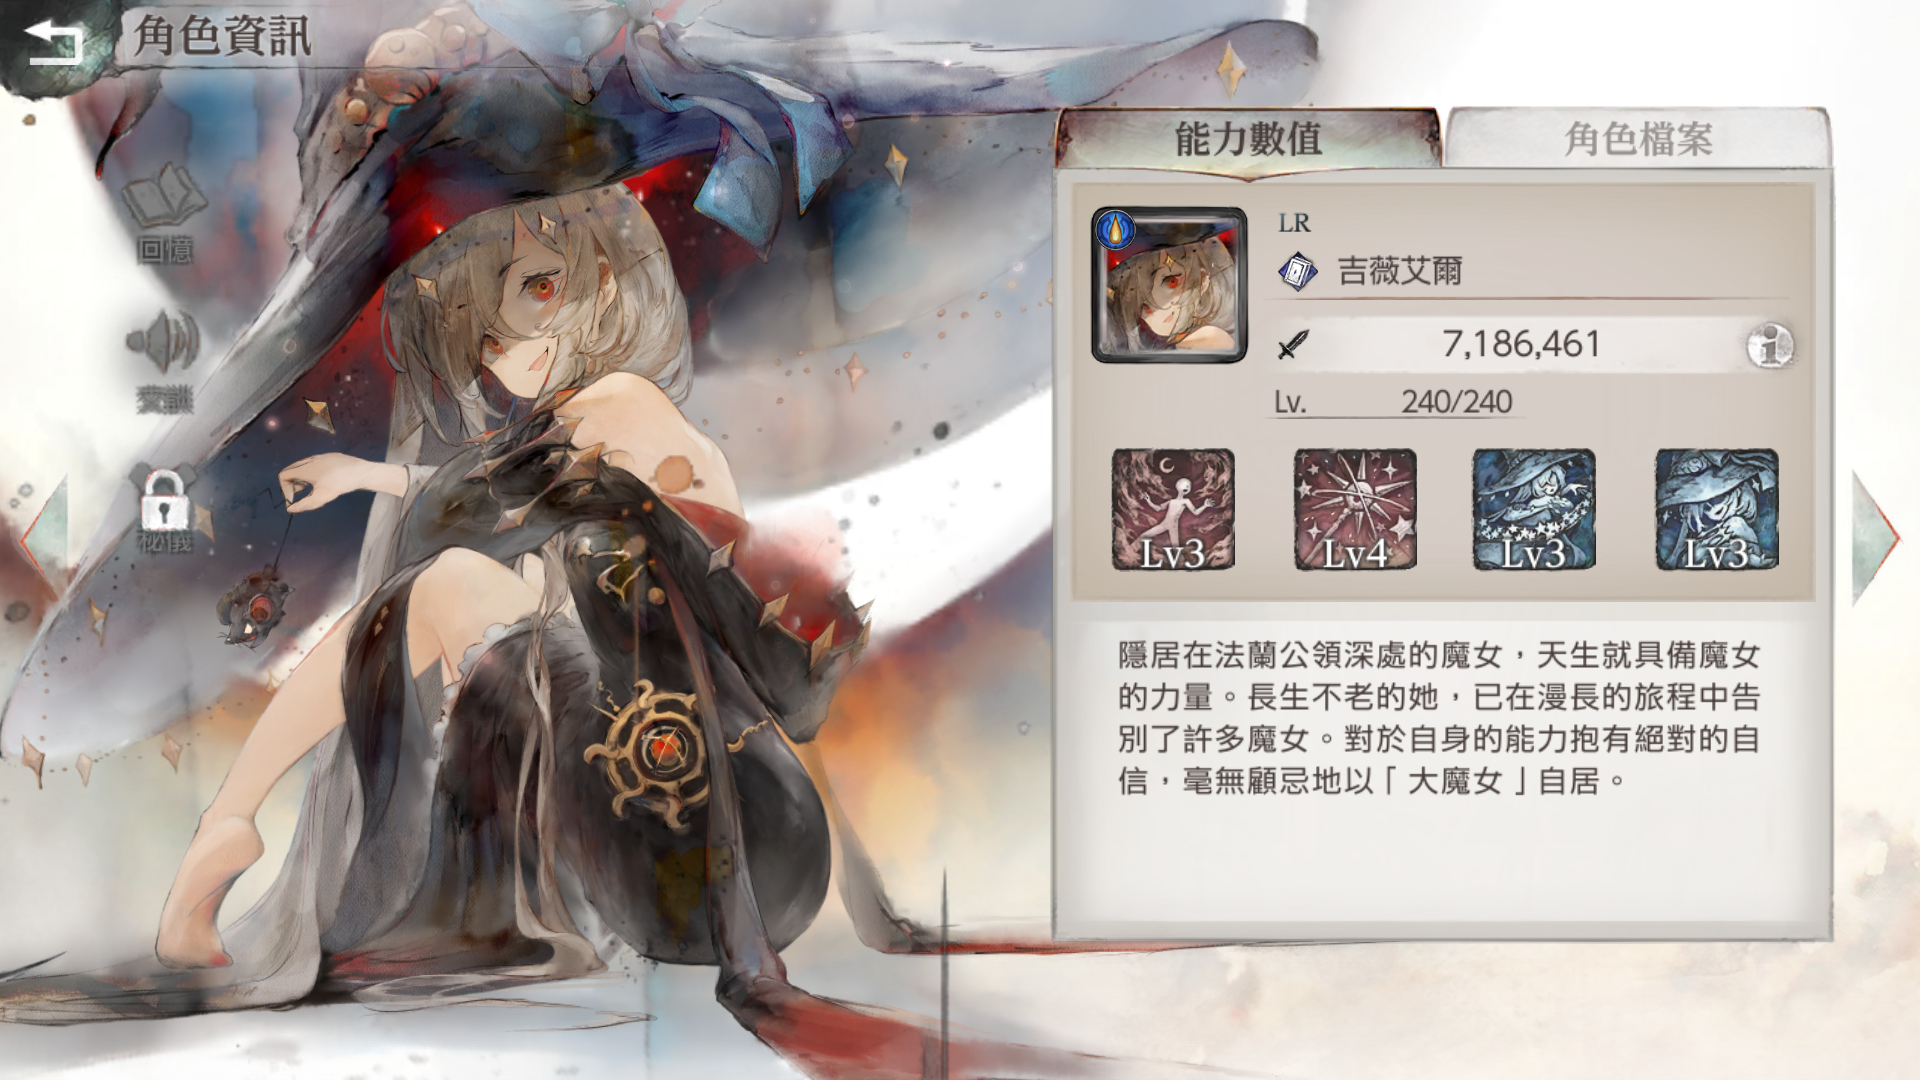 角色資訊
能力數值
角色檔案
回憶
LR
吉薇艾爾
7,186,461
Lv. 240/240
祕儀
Lv3
Lv4
Lv3
Lv3
隱居在法蘭公領深處的魔女，天生就具備魔女
的力量。長生不老的她，已在漫長的旅程中告
別了許多魔女。對於自身的能力抱有絕對的自
信，毫無顧忌地以「大魔女」自居。